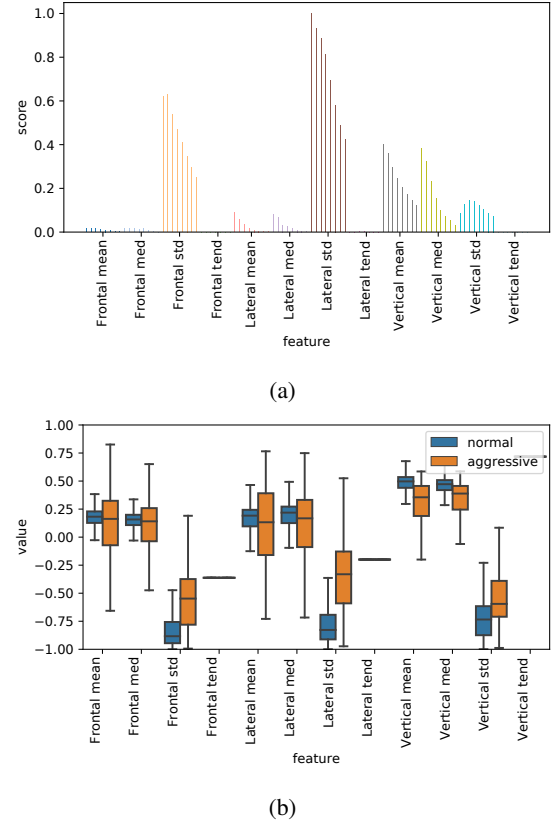 1.0
0.8
0.6
0.4
0.2
0.0
score
Frontal mean
Frontal med
Frontal std
Frontal tend
Lateral mean
Lateral med
Lateral std
Lateral tend
Vertical mean
Vertical med
Vertical std
Vertical tend
feature
(a)
1.00
0.75
0.50
0.25
0.00
−0.25
−0.50
−0.75
−1.00
value
normal
aggressive
Frontal mean
Frontal med
Frontal std
Frontal tend
Lateral mean
Lateral med
Lateral std
Lateral tend
Vertical mean
Vertical med
Vertical std
Vertical tend
feature
(b)